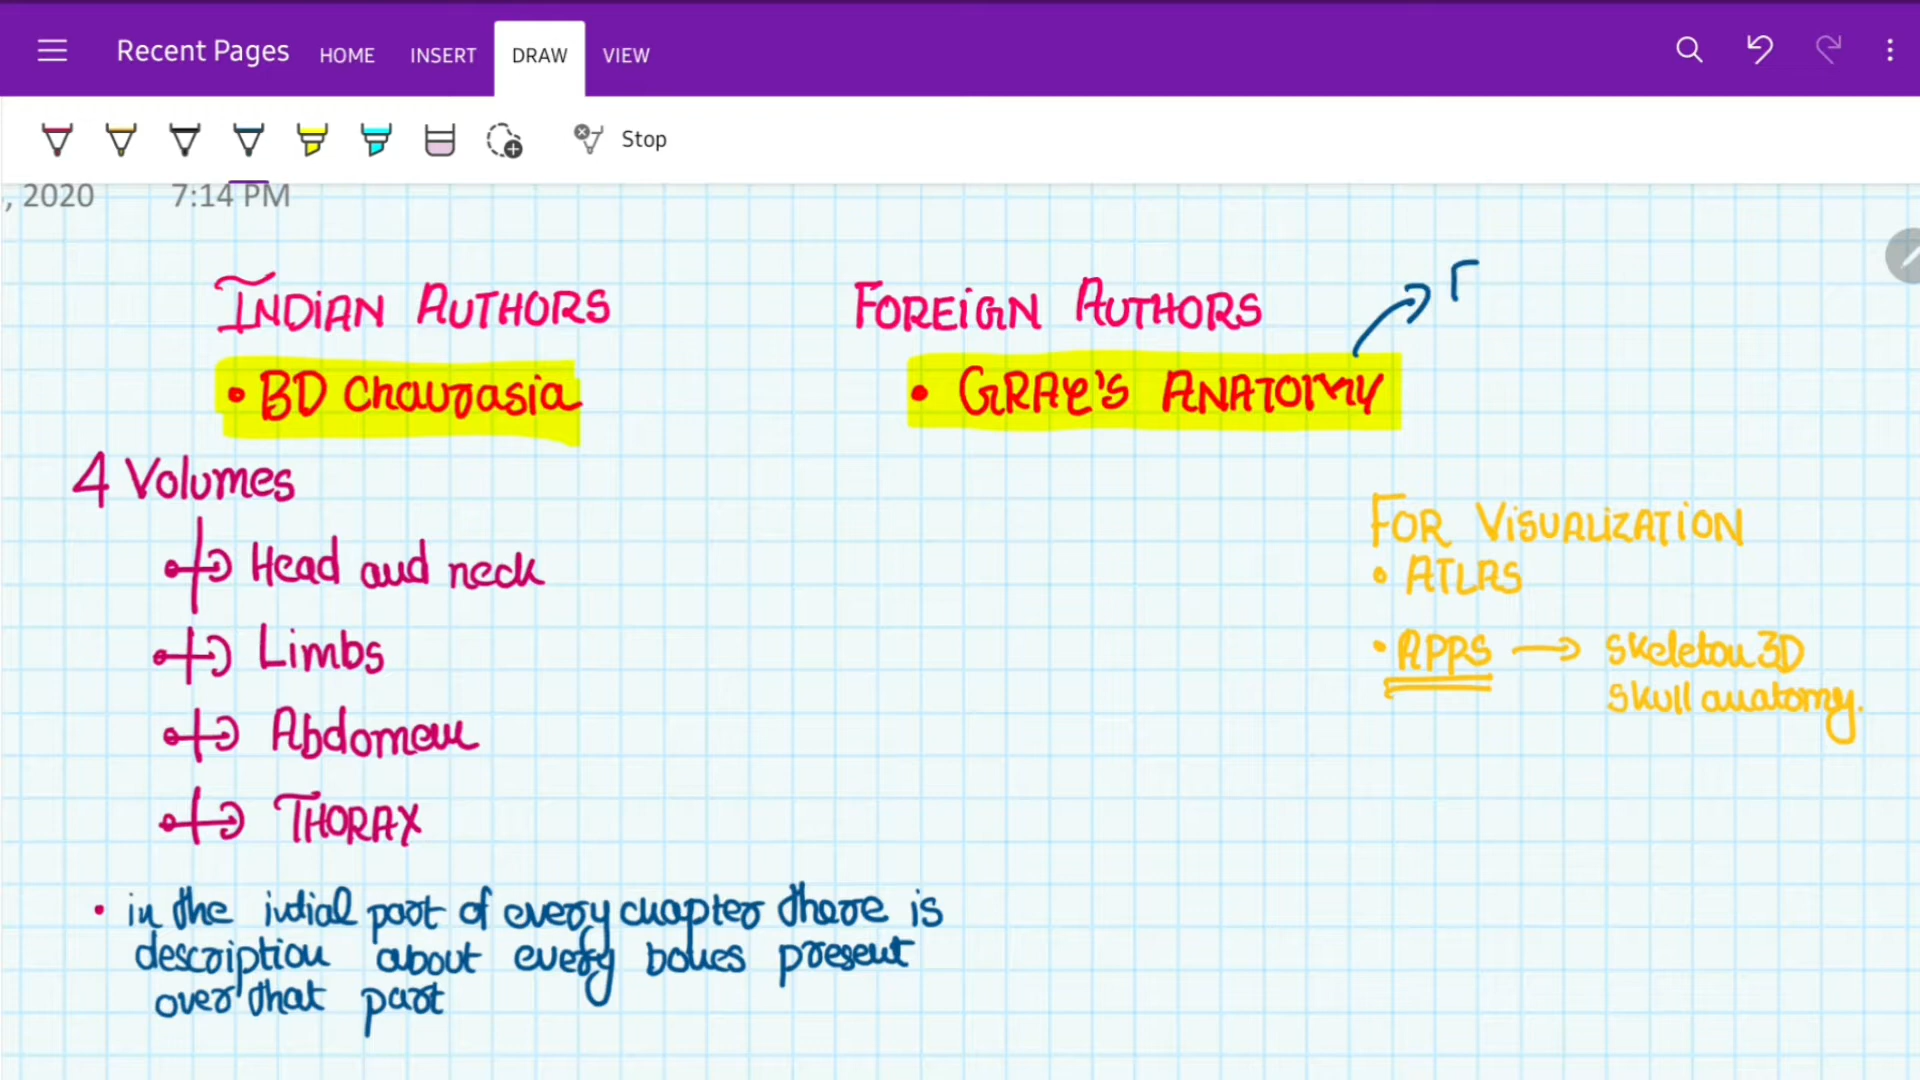 Recent Pages HOME INSERT DRAW VIEW
Stop
, 2020 7:14 PM
INDIAN AUTHORS
• BD Chaurasia
4 Volumes
Head and neck
Limbs
Abdomen
THORAX
• in the initial part of every chapter there is
description about every bones present
over that part
FOREIGN AUTHORS
• GRAY'S ANATOMY
FOR VISUALIZATION
• ATLAS
• APPS → skeleton 3D
skull anatomy.